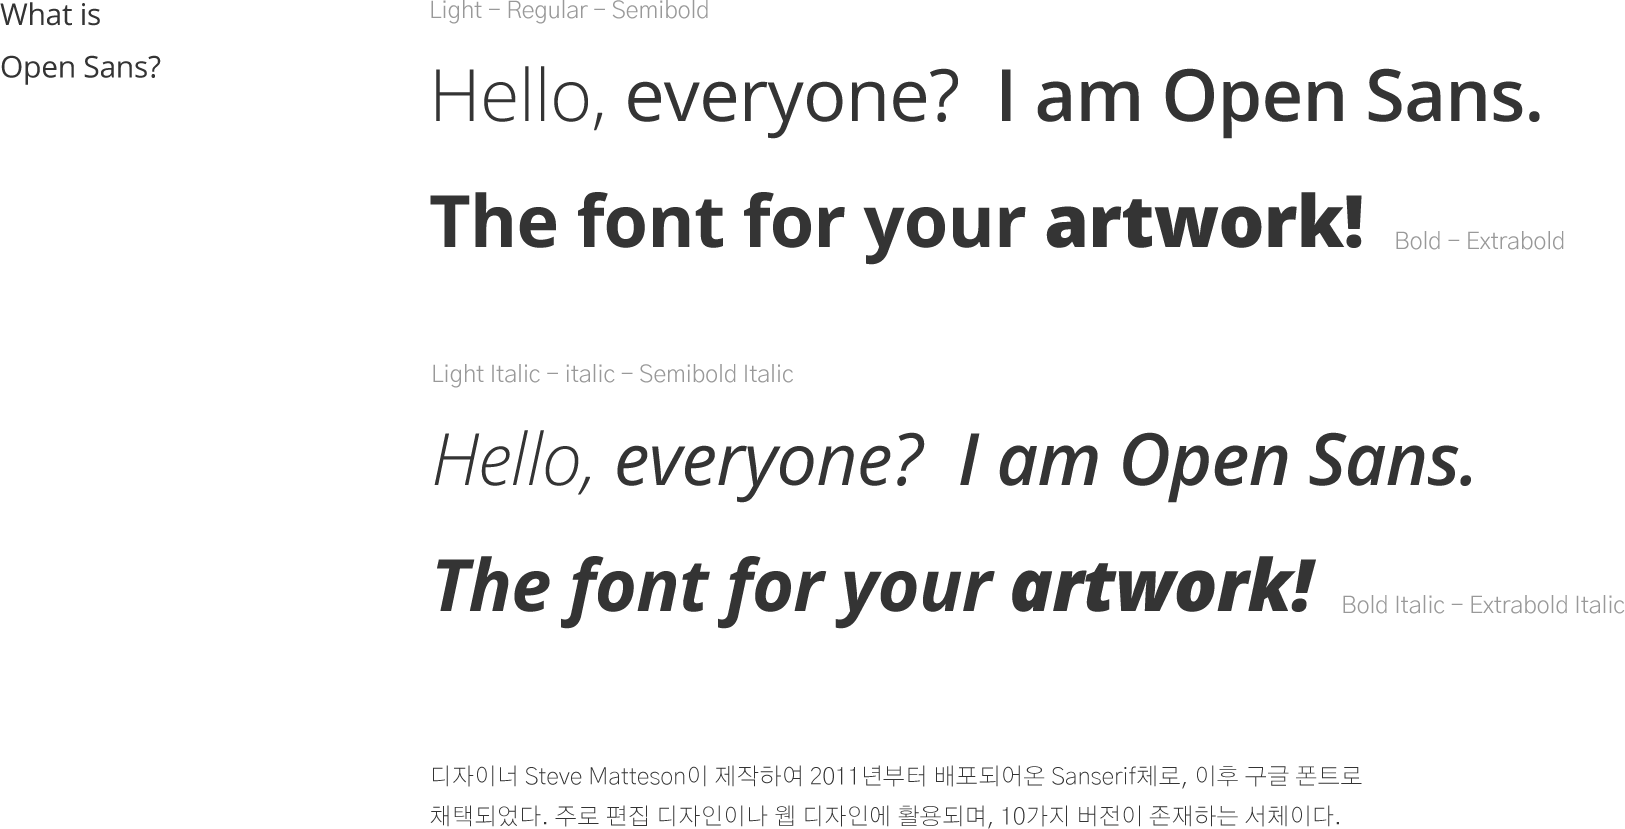 What is
Open Sans?
Light - Regular - Semibold
Hello, everyone? I am Open Sans.
The font for your artwork!
Bold - Extrabold
Light Italic - italic - Semibold Italic
Hello, everyone? I am Open Sans.
The font for your artwork!
Bold Italic - Extrabold Italic
디자이너 Steve Matteson이 제작하여 2011년부터 배포되어온 Sanserif체로, 이후 구글 폰트로
채택되었다. 주로 편집 디자인이나 웹 디자인에 활용되며, 10가지 버전이 존재하는 서체이다.